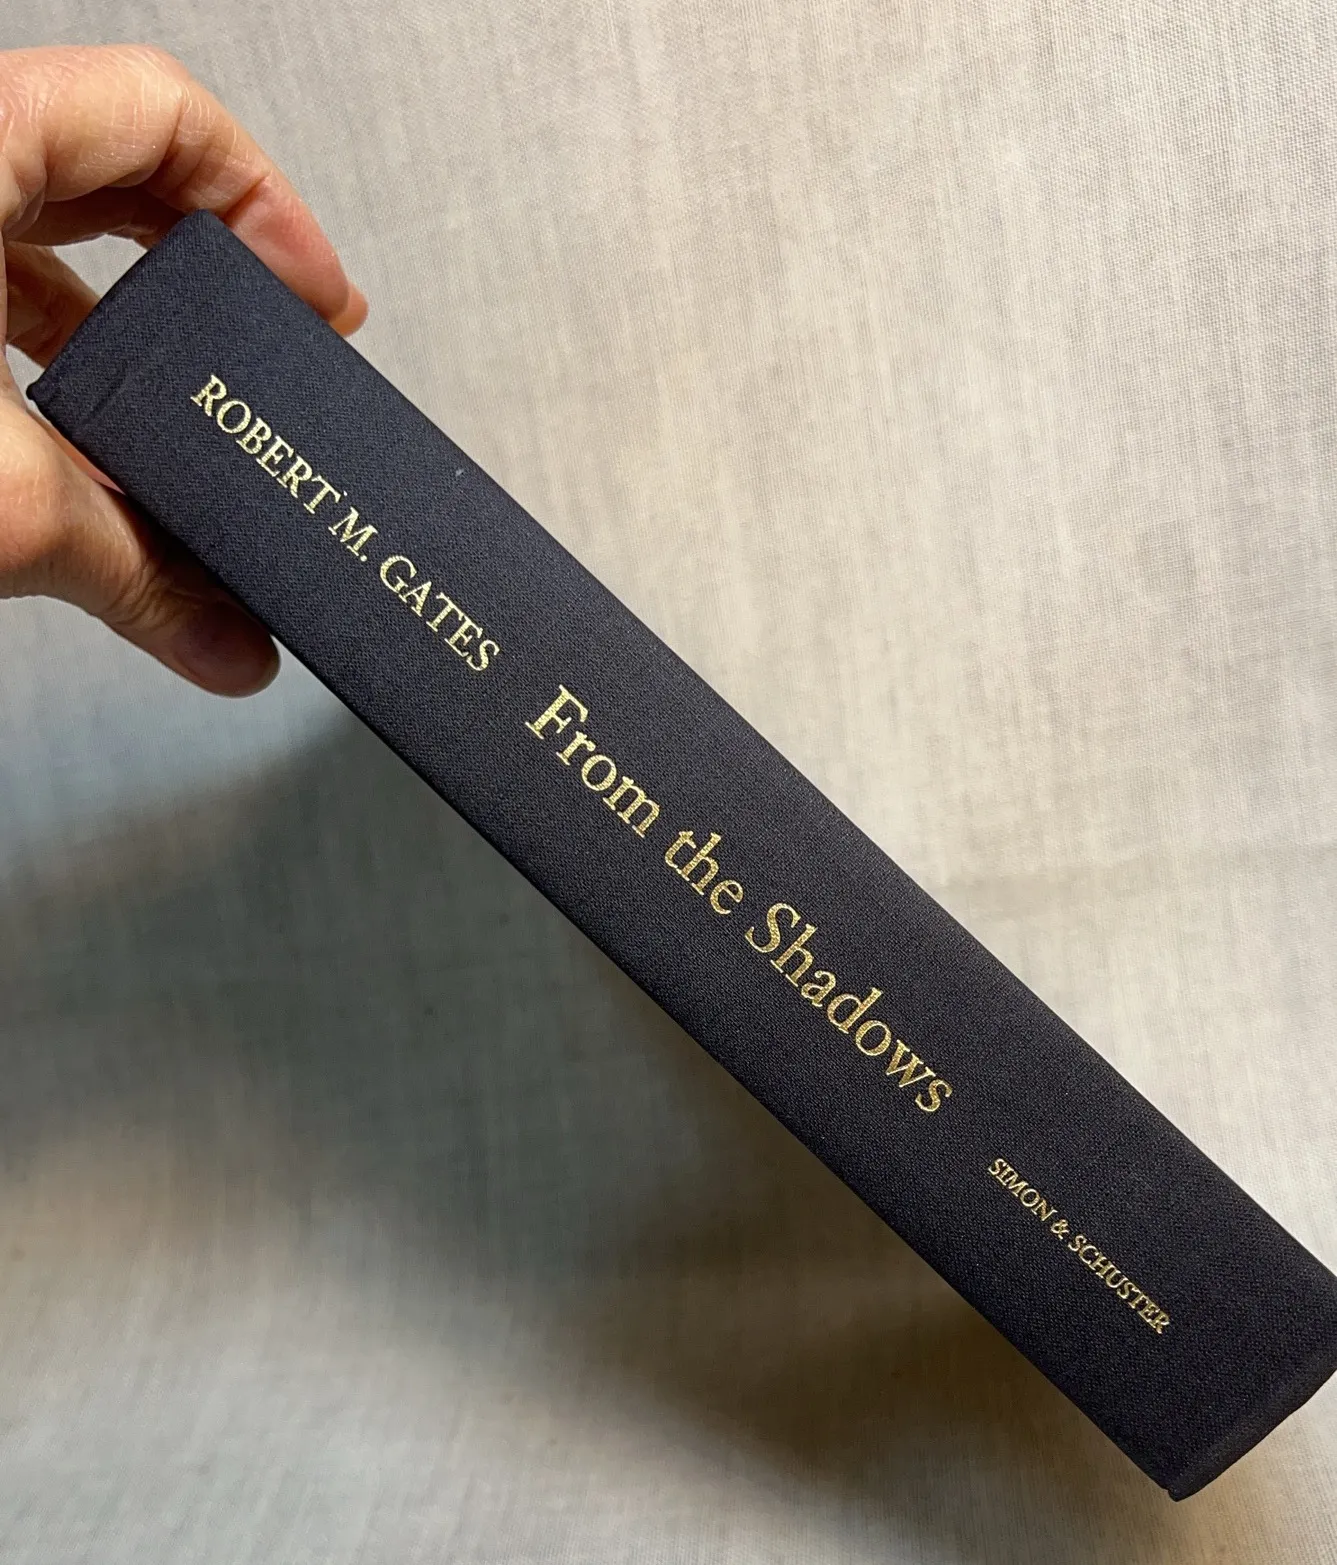 ROBERT M. GATES
From the Shadows
SIMON & SCHUSTER